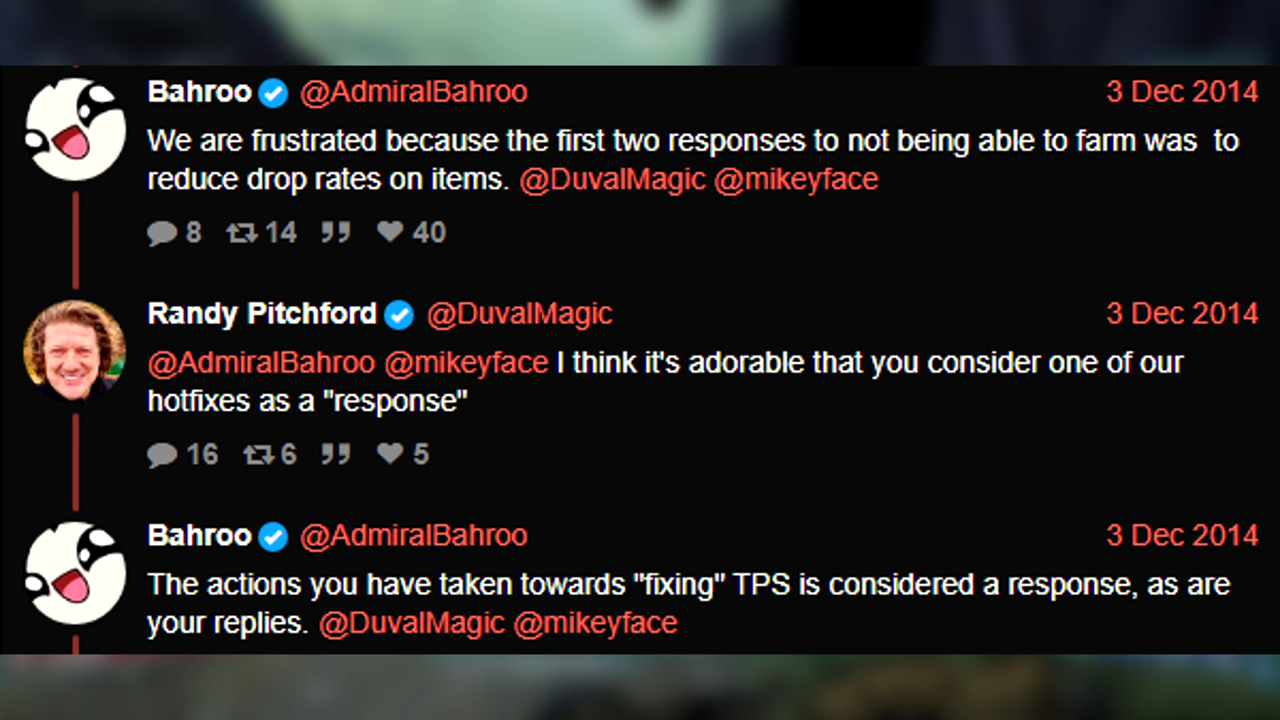 Bahroo @AdmiralBahroo 3 Dec 2014
We are frustrated because the first two responses to not being able to farm was  to
reduce drop rates on items. @DuvalMagic @mikeyface
8 14 40
Randy Pitchford @DuvalMagic 3 Dec 2014
@AdmiralBahroo @mikeyface I think it's adorable that you consider one of our
hotfixes as a "response"
16 6 5
Bahroo @AdmiralBahroo 3 Dec 2014
The actions you have taken towards "fixing" TPS is considered a response, as are
your replies. @DuvalMagic @mikeyface